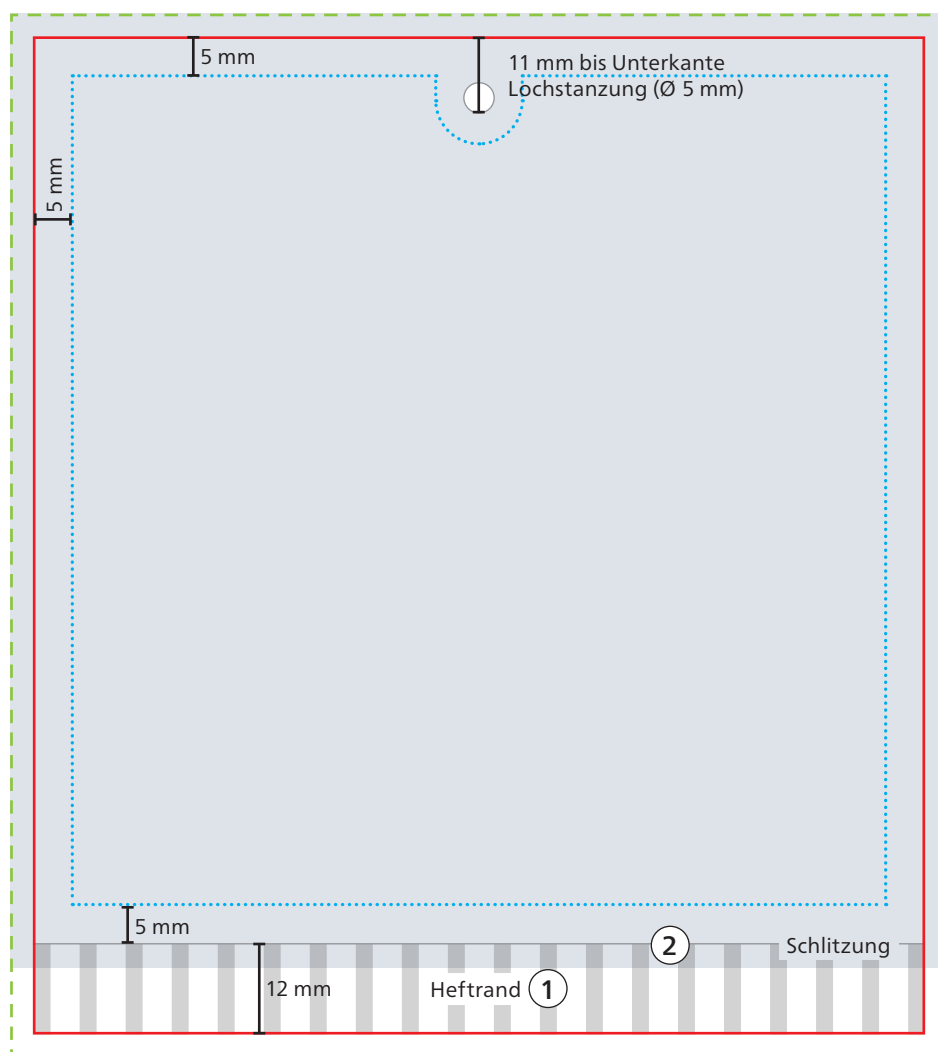 5 mm
11 mm bis Unterkante
Lochstanzung (Ø 5 mm)
5 mm
5 mm
2
Schlitzung
12 mm
Heftrand 1